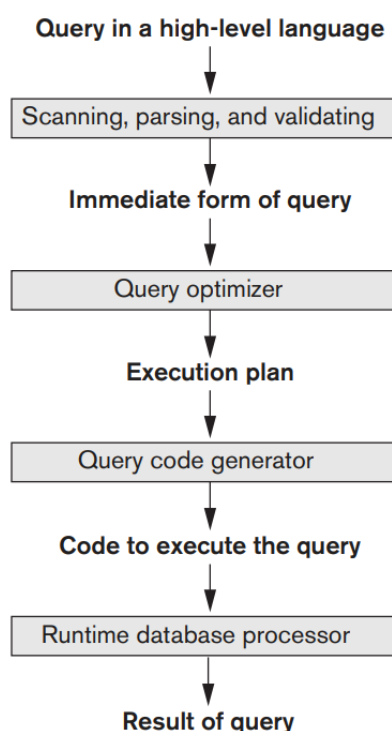 Query in a high-level language
Scanning, parsing, and validating
Immediate form of query
Query optimizer
Execution plan
Query code generator
Code to execute the query
Runtime database processor
Result of query